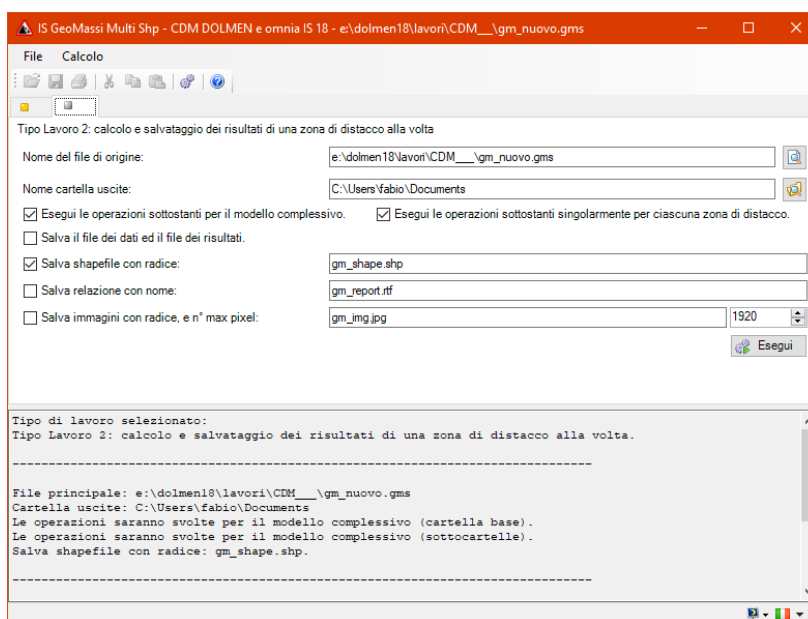 IS GeoMassi Multi Shp - CDM DOLMEN e omnia IS 18 - e:\dolmen18\lavori\CDM__\gm_nuovo.gms
File Calcolo
Tipo Lavoro 2: calcolo e salvataggio dei risultati di una zona di distacco alla volta
Nome del file di origine: e:\dolmen18\lavori\CDM___\gm_nuovo.gms
Nome cartella uscite: C:\Users\fabio\Documents
Esegui le operazioni sottostanti per il modello complessivo. Esegui le operazioni sottostanti singolarmente per ciascuna zona di distacco.
Salva il file dei dati ed il file dei risultati.
Salva shapefile con radice: gm_shape.shp
Salva relazione con nome: gm_report.rtf
Salva immagini con radice, e n° max pixel: gm_img.jpg 1920
Esegui
Tipo di lavoro selezionato:
Tipo Lavoro 2: calcolo e salvataggio dei risultati di una zona di distacco alla volta.
--------------------------------------------------------------------------------
File principale: e:\dolmen18\lavori\CDM___\gm_nuovo.gms
Cartella uscite: C:\Users\fabio\Documents
Le operazioni saranno svolte per il modello complessivo (cartella base).
Le operazioni saranno svolte per il modello complessivo (sottocartelle).
Salva shapefile con radice: gm_shape.shp.
--------------------------------------------------------------------------------